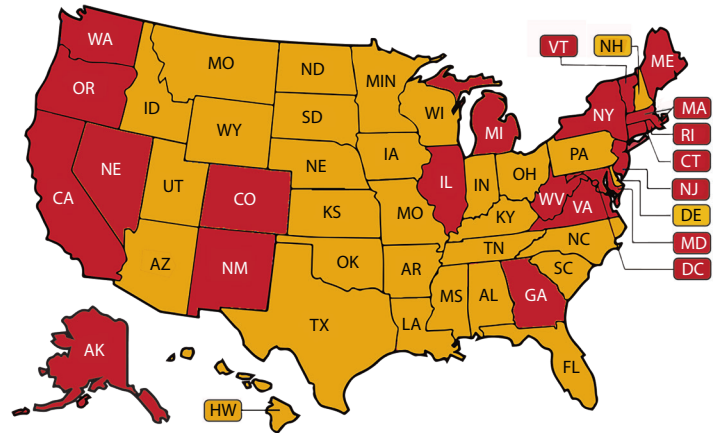 WA
MO
ND
MIN
VT
NH
ME
OR
ID
SD
WI
MI
NY
MA
WY
RI
NE
IA
PA
CT
NE
UT
CO
IL
IN
OH
NJ
CA
KS
MO
WV
VA
DE
KY
MD
AZ
NM
OK
AR
TN
NC
DC
SC
TX
LA
MS
AL
GA
AK
FL
HW